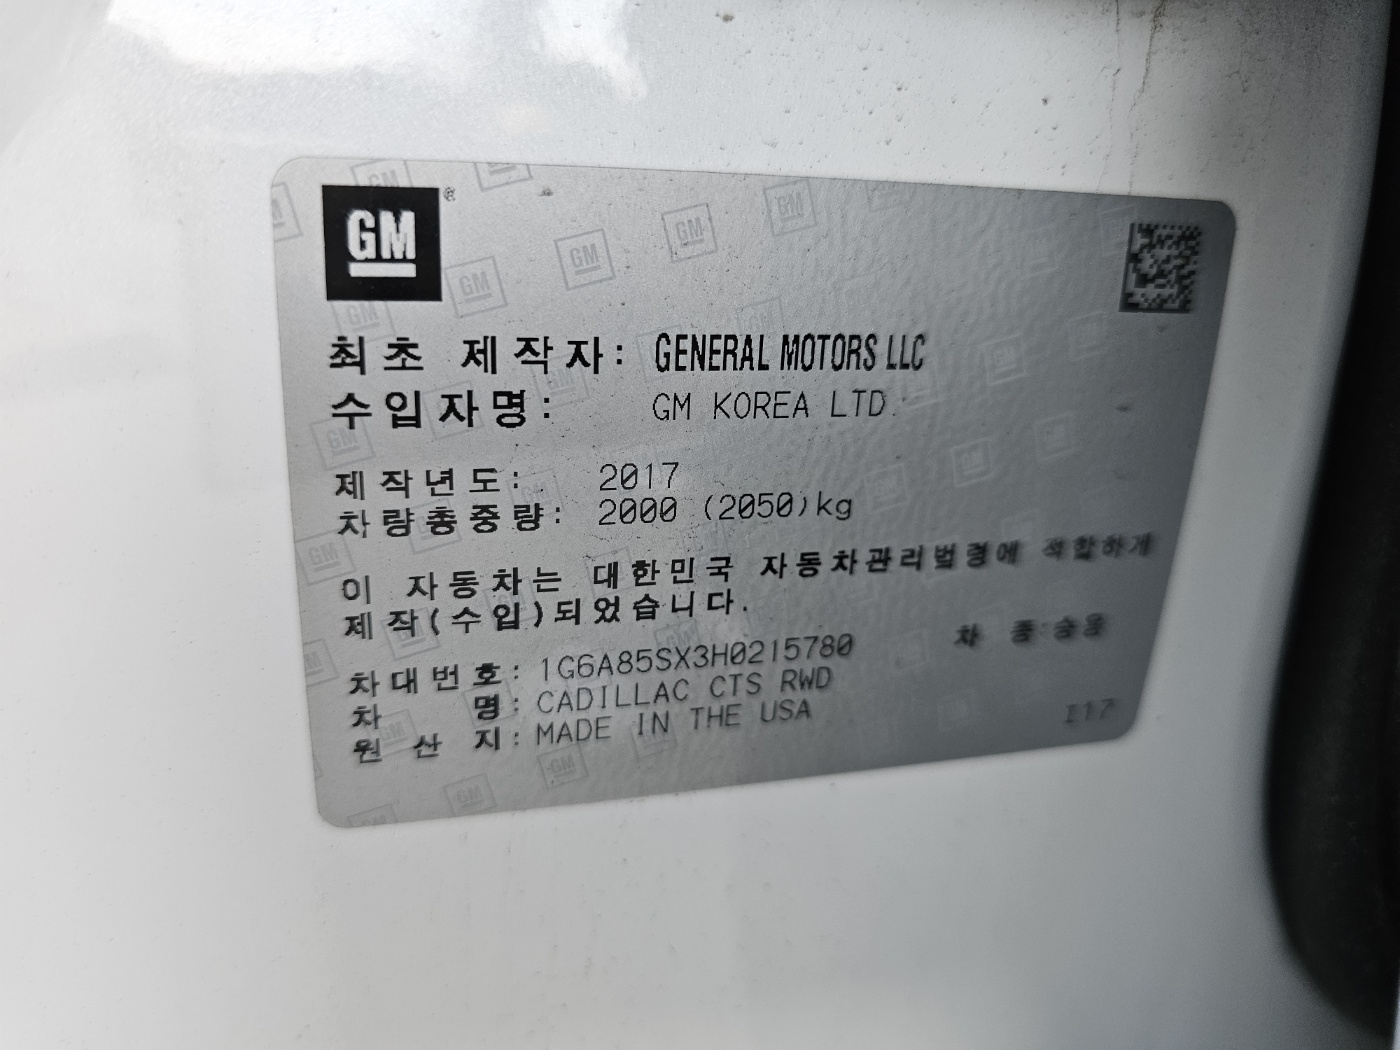 GM
최초 제작자: GENERAL MOTORS LLC
수입자명: GM KOREA LTD.
제작년도: 2017
차량총중량: 2000 (2050)kg
이 자동차는 대한민국 자동차관리법령에 적합하게
제작(수입)되었습니다.
차대번호: 1G6A85SX3H0215780 차 종:승용
차 명: CADILLAC CTS RWD
원 산 지: MADE IN THE USA
I17